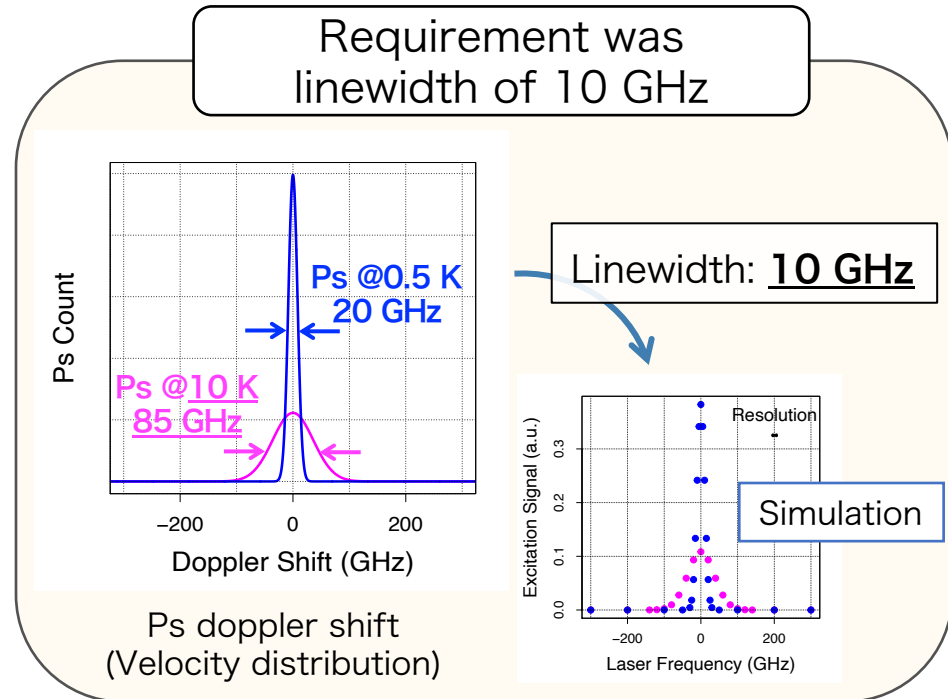 Requirement was
linewidth of 10 GHz
Ps Count
Ps @0.5 K
20 GHz
Ps @10 K
85 GHz
−200
0
200
Doppler Shift (GHz)
Ps doppler shift
(Velocity distribution)
Linewidth: 10 GHz
Excitation Signal (a.u.)
0.3
0.2
0.1
0.0
Resolution
Simulation
−200
0
200
Laser Frequency (GHz)